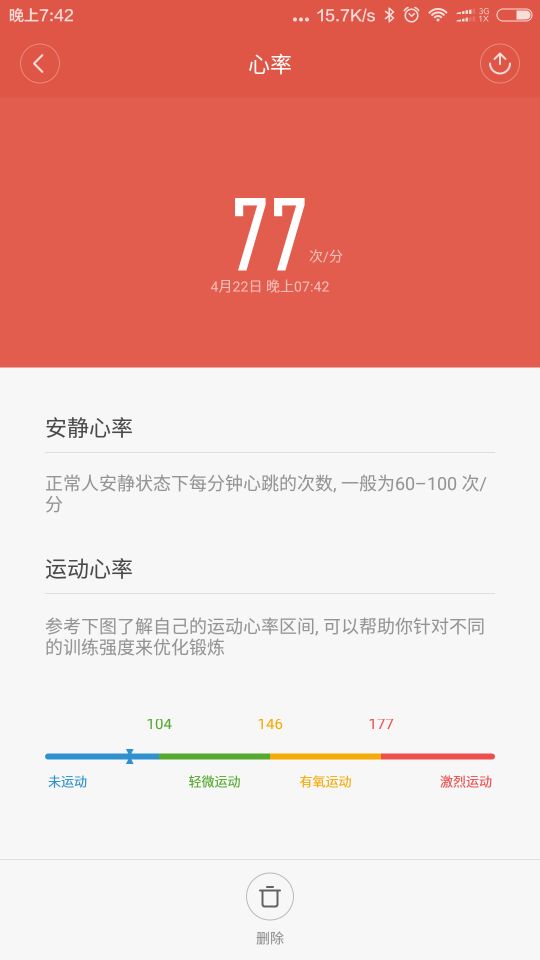 晚上7:42
... 15.7K/s
3G
1X
心率
77 次/分
4月22日 晚上07:42
安静心率
正常人安静状态下每分钟心跳的次数, 一般为60–100 次/
分
运动心率
参考下图了解自己的运动心率区间, 可以帮助你针对不同
的训练强度来优化锻炼
104 146 177
未运动 轻微运动 有氧运动 激烈运动
删除